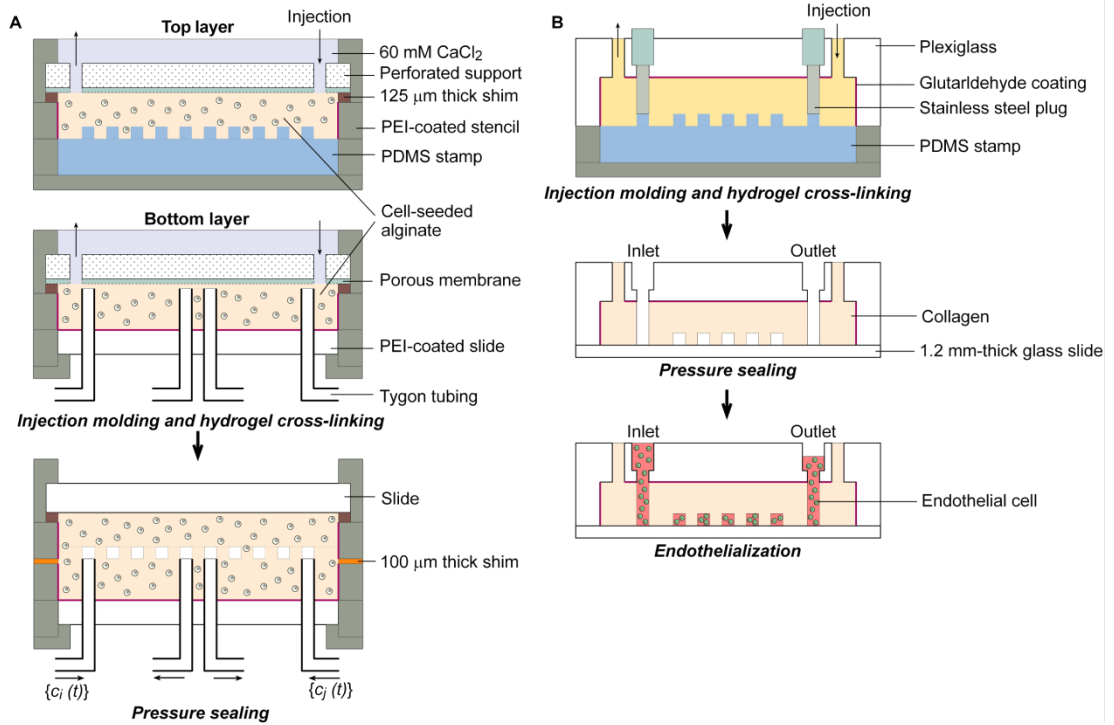 A
Top layer
Injection
60 mM CaCl2
Perforated support
125 μm thick shim
PEI-coated stencil
PDMS stamp
Cell-seeded
alginate
Bottom layer
Porous membrane
PEI-coated slide
Tygon tubing
Injection molding and hydrogel cross-linking
Slide
100 μm thick shim
{ci (t)}
{cj (t)}
Pressure sealing
B
Injection
Plexiglass
Glutardehyde coating
Stainless steel plug
PDMS stamp
Injection molding and hydrogel cross-linking
Inlet
Outlet
Collagen
1.2 mm-thick glass slide
Pressure sealing
Inlet
Outlet
Endothelial cell
Endothelialization